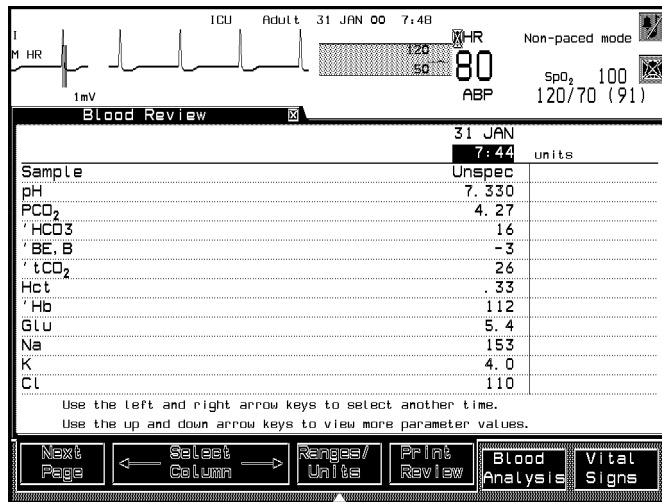 ICU Adult 31 JAN 00 7:48
I
M HR
1mV
120
50
HR
80
ABP
Non-paced mode
SpO₂ 100
120/70 (91)
Blood Review X
31 JAN
7:44 units
Sample Unspec
pH 7.330
PCO₂ 4.27
'HCO3 16
'BE,B -3
'tCO₂ 26
Hct .33
'Hb 112
Glu 5.4
Na 153
K 4.0
Cl 110
Use the left and right arrow keys to select another time.
Use the up and down arrow keys to view more parameter values.
Next Page
Select Column
Ranges/ Units
Print Review
Blood Analysis
Vital Signs